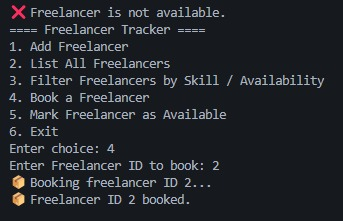 ❌ Freelancer is not available.
==== Freelancer Tracker ====
1. Add Freelancer
2. List All Freelancers
3. Filter Freelancers by Skill / Availability
4. Book a Freelancer
5. Mark Freelancer as Available
6. Exit
Enter choice: 4
Enter Freelancer ID to book: 2
📦 Booking freelancer ID 2...
📦 Freelancer ID 2 booked.